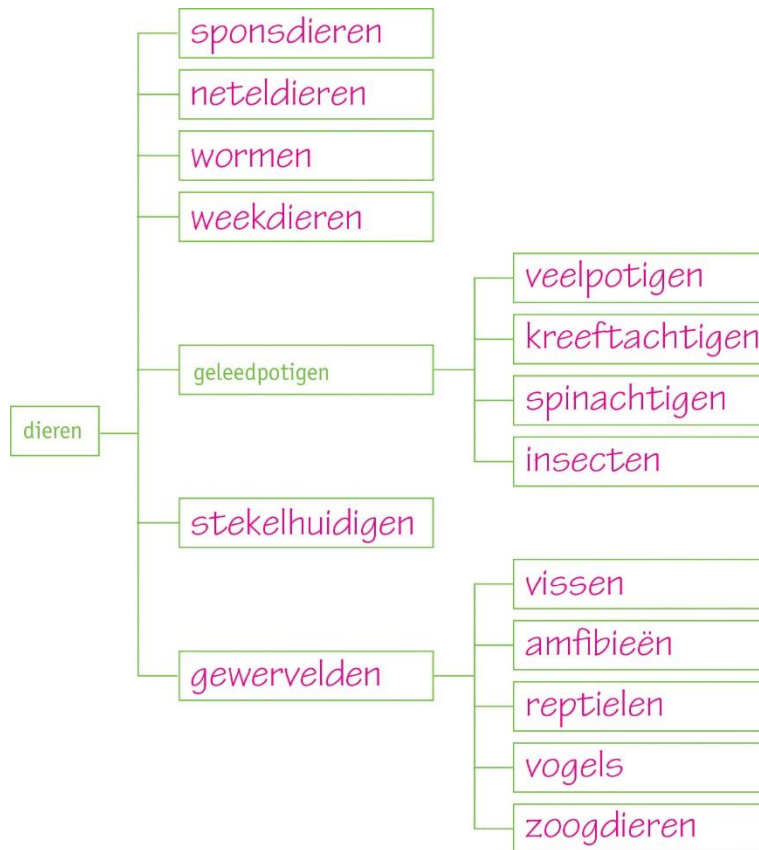 sponsdieren
neteldieren
wormen
weekdieren
veelpotigen
kreeftachtigen
geleedpotigen
spinachtigen
dieren
insecten
stekelhuidigen
vissen
amfibieën
gewervelden
reptielen
vogels
zoogdieren